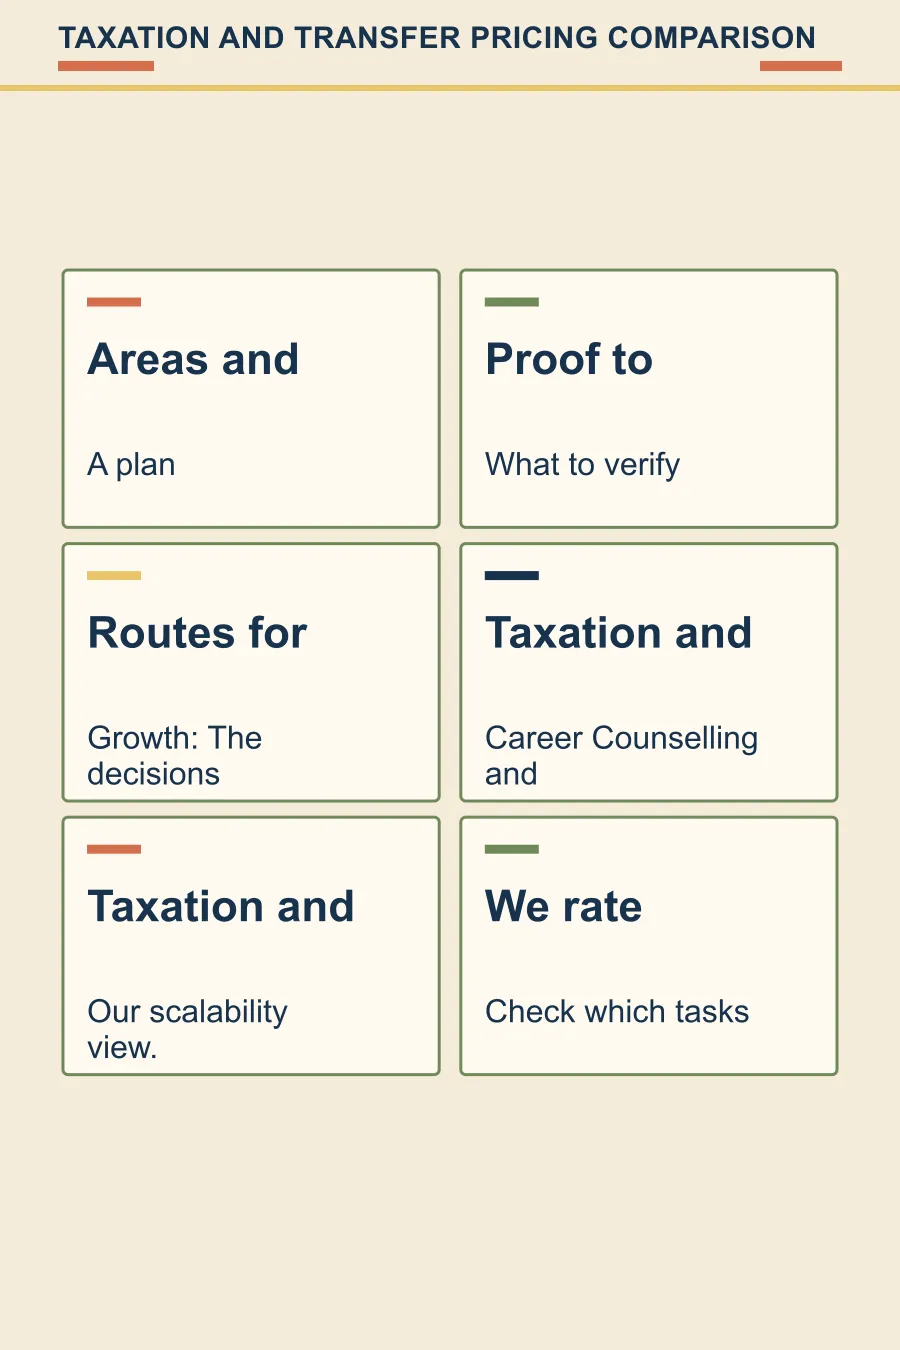 TAXATION AND TRANSFER PRICING COMPARISON
Areas and
A plan
Proof to
What to verify
Routes for
Growth: The
decisions
Taxation and
Career Counselling
and
Taxation and
Our scalability
view.
We rate
Check which tasks